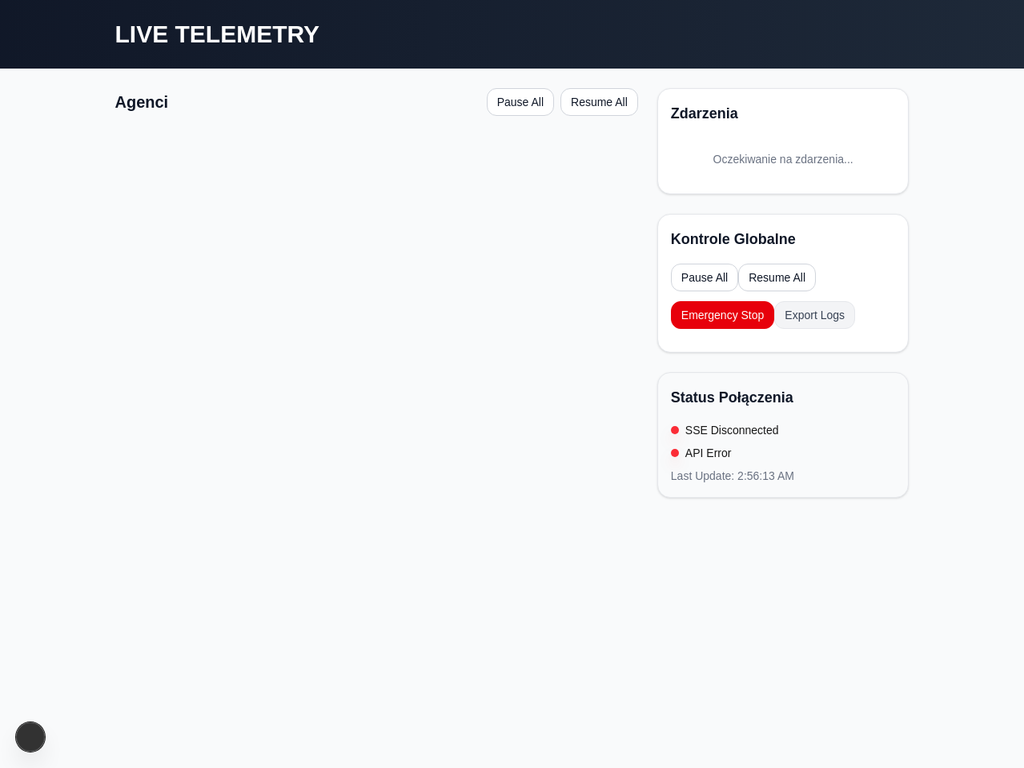 LIVE TELEMETRY
Agenci
Pause All
Resume All
Zdarzenia
Oczekiwanie na zdarzenia...
Kontrole Globalne
Pause All
Resume All
Emergency Stop
Export Logs
Status Połączenia
SSE Disconnected
API Error
Last Update: 2:56:13 AM